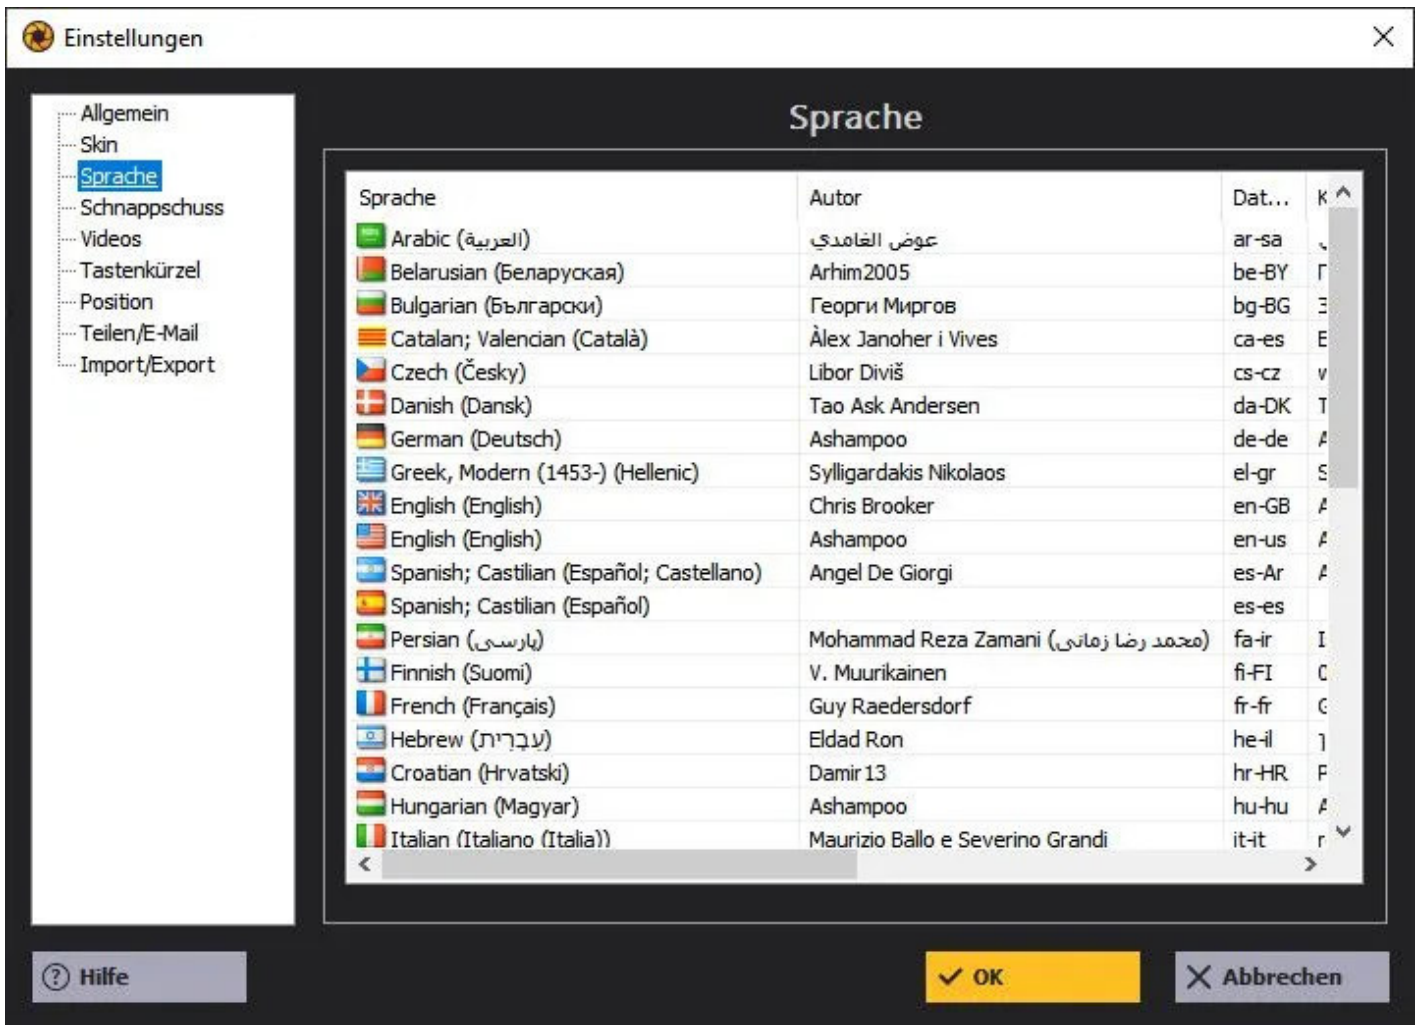 Einstellungen
Allgemein
Skin
Sprache
Schnappschuss
Videos
Tastenkürzel
Position
Teilen/E-Mail
Import/Export
Sprache
Sprache Autor Dat... K
Arabic (العربية) عوض الغامدي ar-sa
Belarusian (Беларуская) Arhim2005 be-BY
Bulgarian (Български) Георги Миргов bg-BG
Catalan; Valencian (Català) Àlex Janoher i Vives ca-es
Czech (Česky) Libor Diviš cs-cz
Danish (Dansk) Tao Ask Andersen da-DK
German (Deutsch) Ashampoo de-de
Greek, Modern (1453-) (Hellenic) Sylligardakis Nikolaos el-gr
English (English) Chris Brooker en-GB
English (English) Ashampoo en-us
Spanish; Castilian (Español; Castellano) Angel De Giorgi es-Ar
Spanish; Castilian (Español) es-es
Persian (پارسی) Mohammad Reza Zamani (محمد رضا زمانی) fa-ir
Finnish (Suomi) V. Muurikainen fi-FI
French (Français) Guy Raedersdorf fr-fr
Hebrew (עִבְרִית) Eldad Ron he-il
Croatian (Hrvatski) Damir13 hr-HR
Hungarian (Magyar) Ashampoo hu-hu
Italian (Italiano (Italia)) Maurizio Ballo e Severino Grandi it-it
Hilfe
OK
Abbrechen